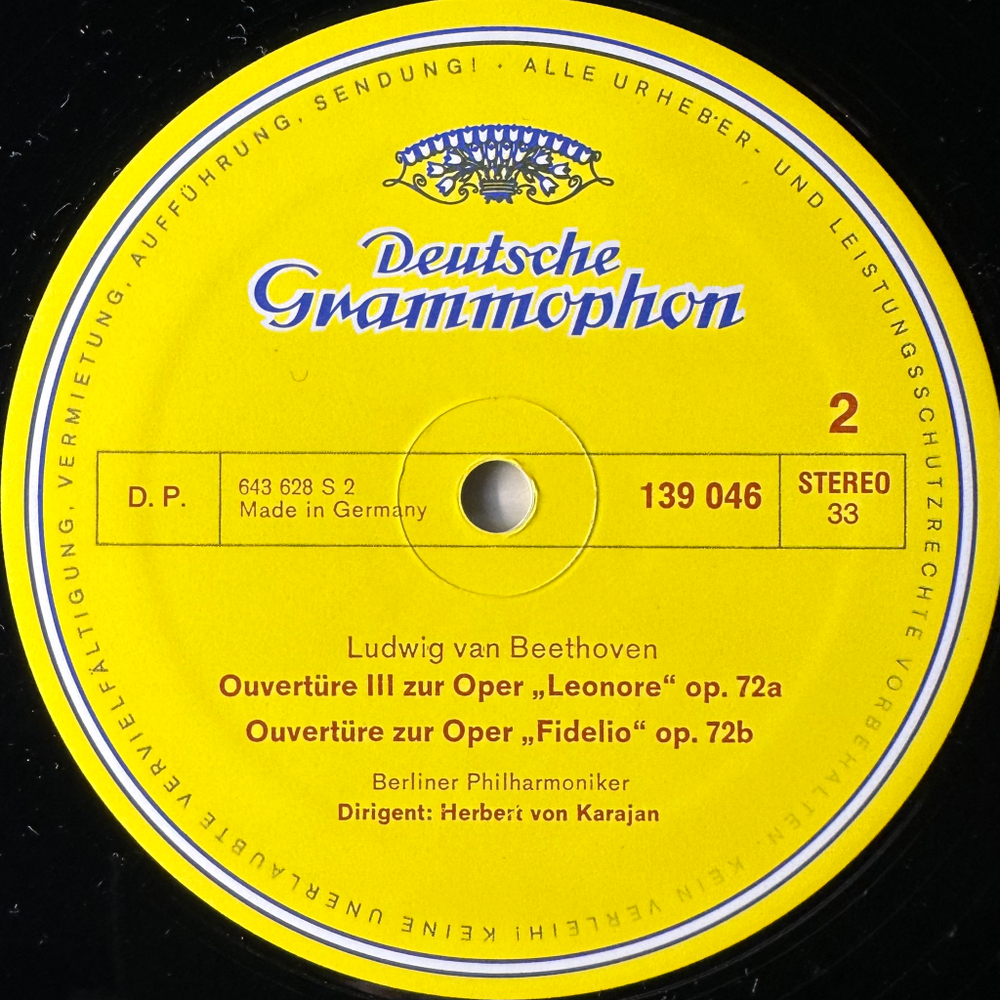 ALLE URHEBER- UND LEISTUNGSSCHUTZRECHTE VORBEHALTEN. KEIN VERLEIH! KEINE UNERLAUBTE VERVIELFÄLTIGUNG, VERMIETUNG, AUFFÜHRUNG, SENDUNG! ·
Deutsche
Grammophon
2
D. P.
643 628 S 2
Made in Germany
139 046
STEREO
33
Ludwig van Beethoven
Ouvertüre III zur Oper „Leonore“ op. 72a
Ouvertüre zur Oper „Fidelio“ op. 72b
Berliner Philharmoniker
Dirigent: Herbert von Karajan